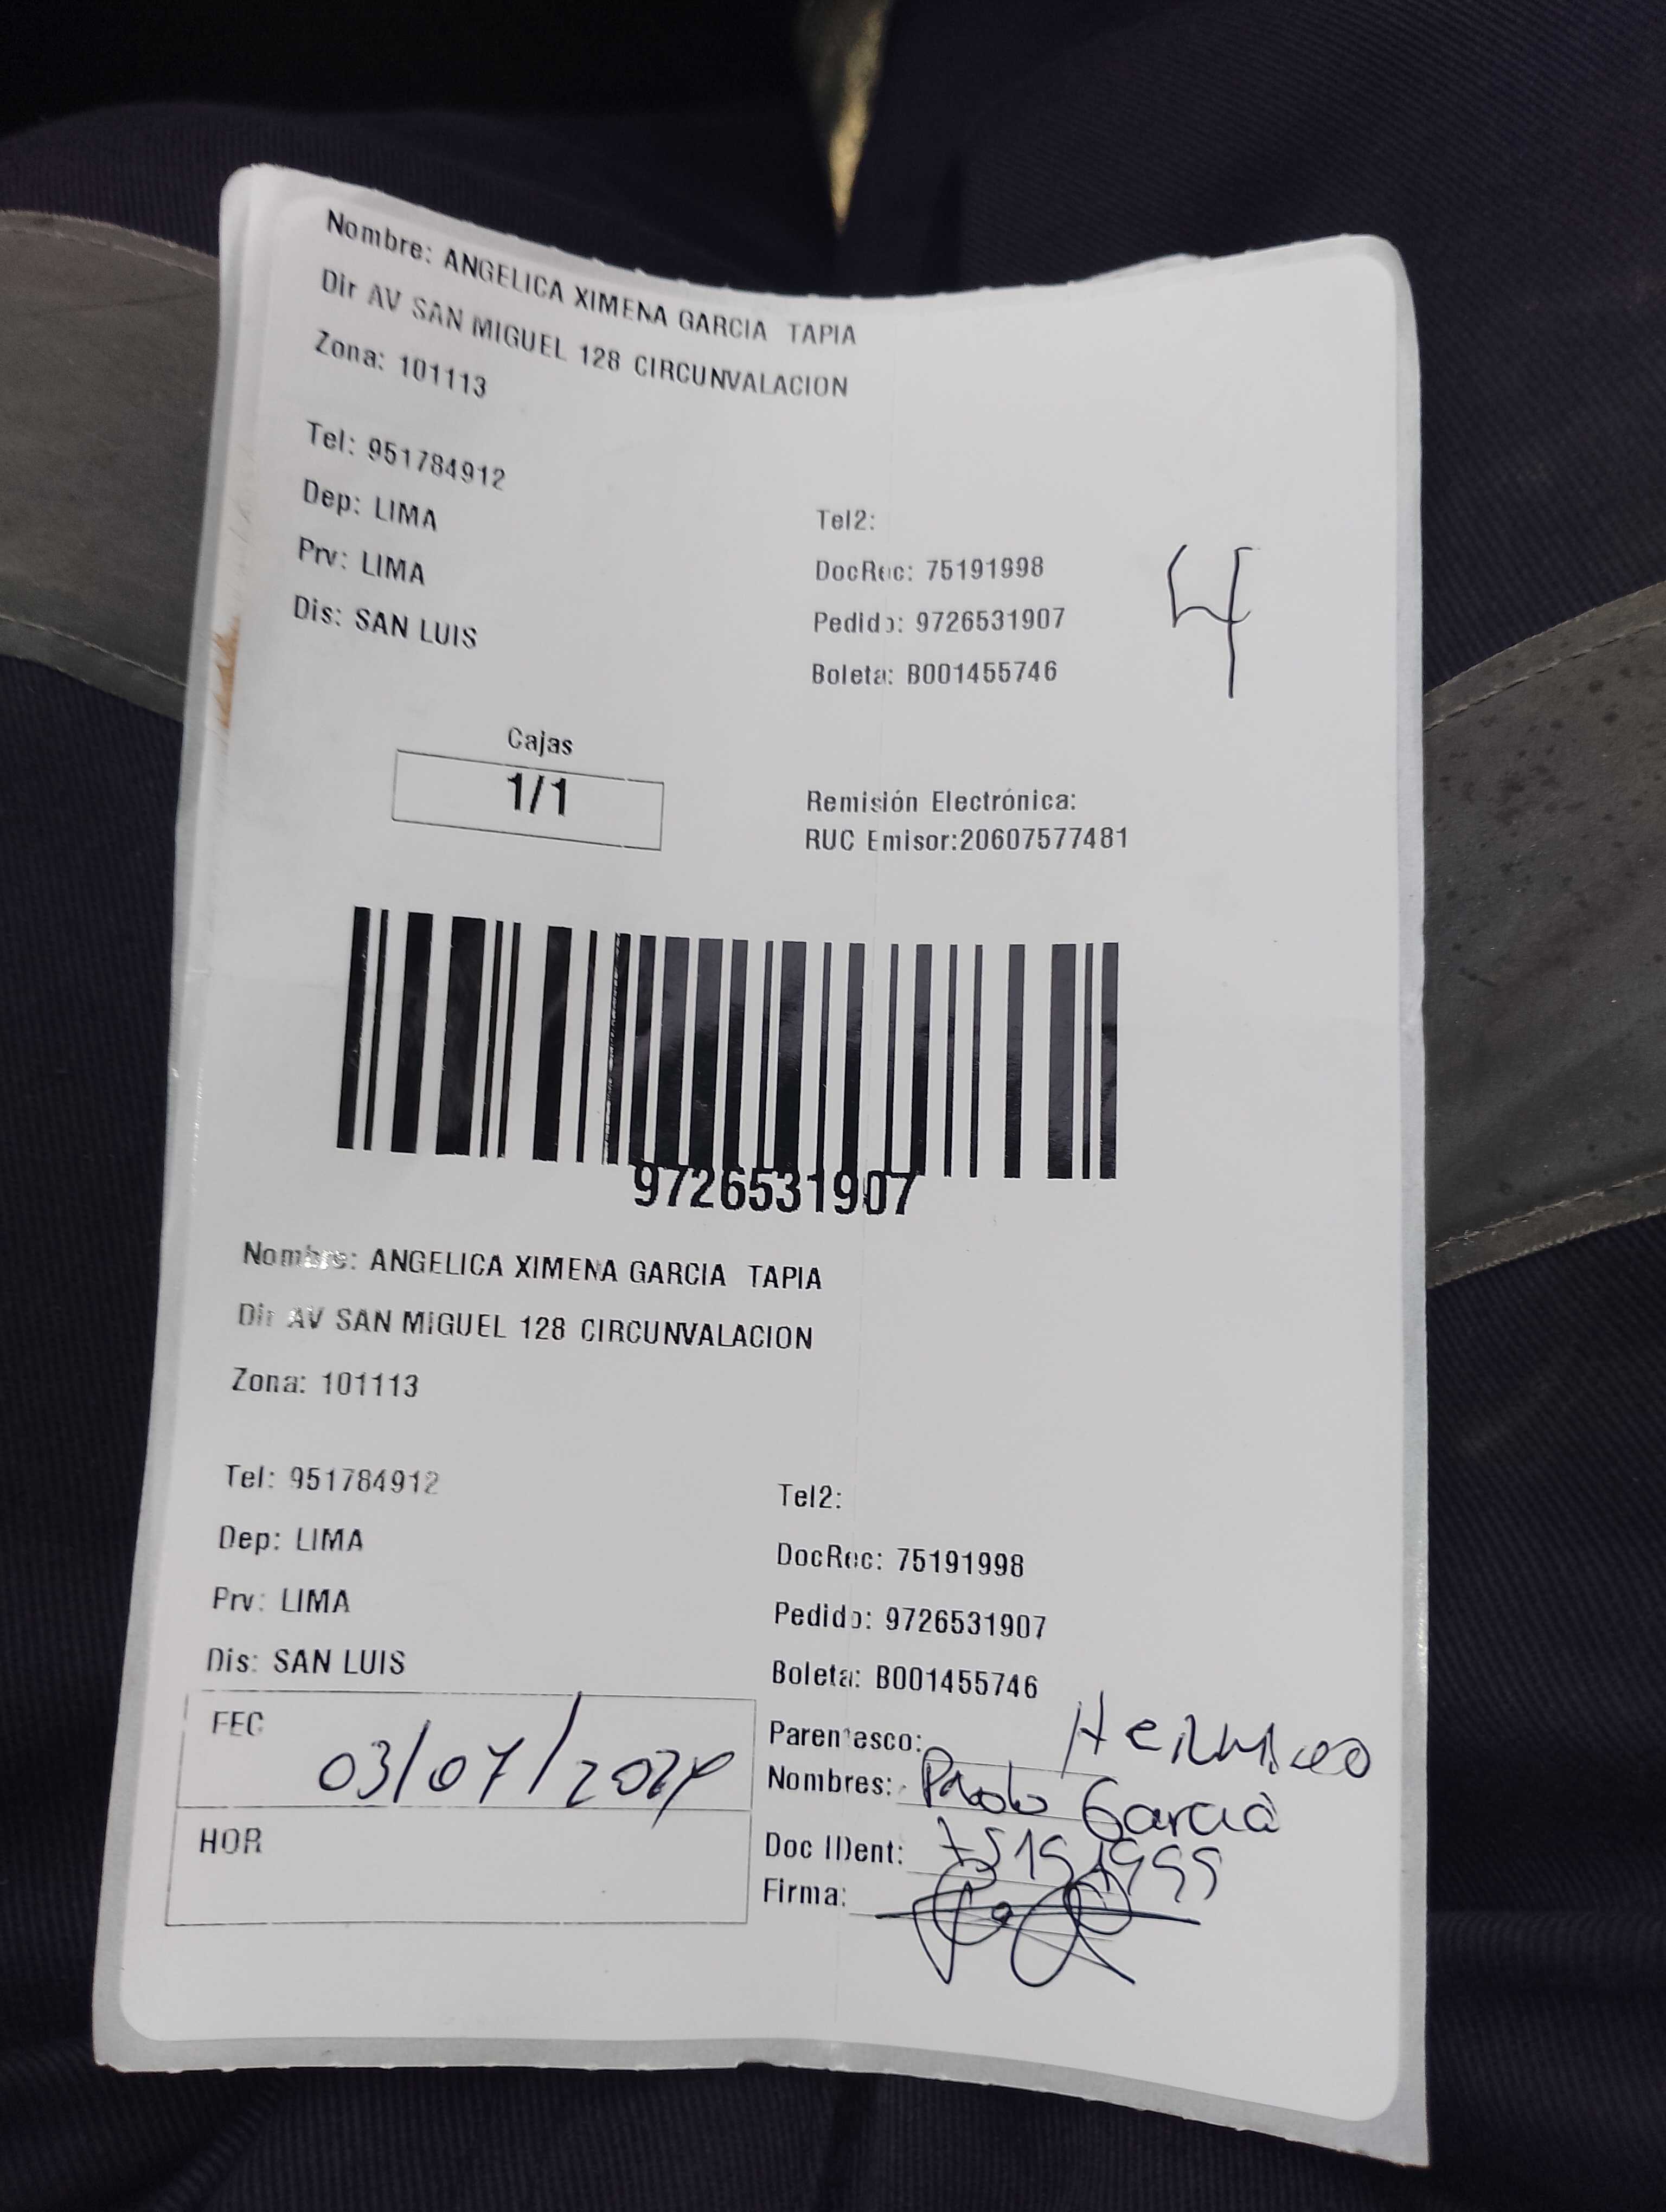 Nombre: ANGELICA XIMENA GARCIA TAPIA
Dir AV SAN MIGUEL 128 CIRCUNVALACION
Zona: 101113
Tel: 951784912
Tel2:
Dep: LIMA
DocRec: 75191998
Prv: LIMA
Pedido: 9726531907
Dis: SAN LUIS
Boleta: B001455746
4
Cajas
1/1
Remisión Electrónica:
RUC Emisor:20607577481
9726531907
Nombre: ANGELICA XIMENA GARCIA TAPIA
Dir AV SAN MIGUEL 128 CIRCUNVALACION
Zona: 101113
Tel: 951784912
Tel2:
Dep: LIMA
DocRec: 75191998
Prv: LIMA
Pedido: 9726531907
Dis: SAN LUIS
Boleta: B001455746
FEC 03/07/2024
Parentesco: Hermano
Nombres: Paolo Garcia
HOR
Doc IDent: 75191999
Firma: